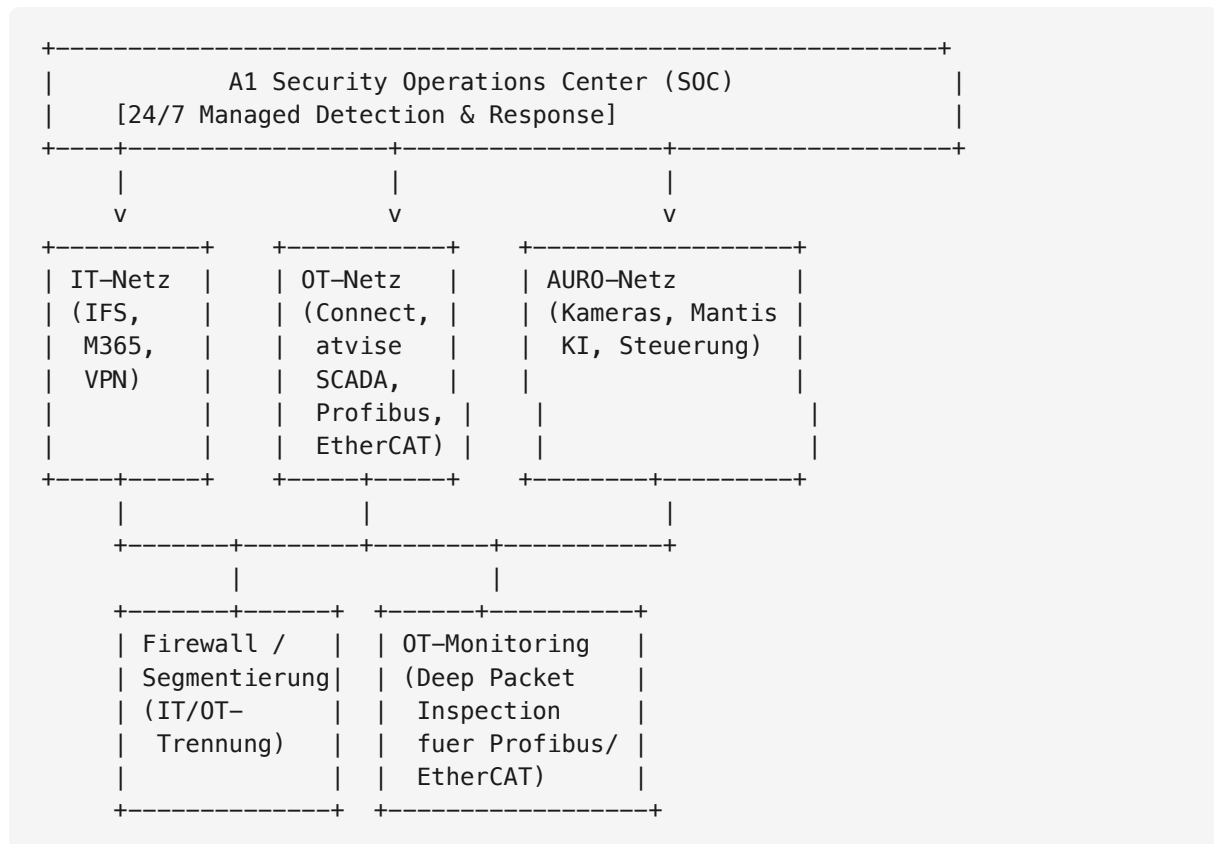 A1 Security Operations Center (SOC)
[24/7 Managed Detection & Response]
IT-Netz
(IFS,
M365,
VPN)
OT-Netz
(Connect,
atvise
SCADA,
Profibus,
EtherCAT)
AURO-Netz
(Kameras, Mantis
KI, Steuerung)
Firewall /
Segmentierung
(IT/OT-
Trennung)
OT-Monitoring
(Deep Packet
Inspection
fuer Profibus/
EtherCAT)